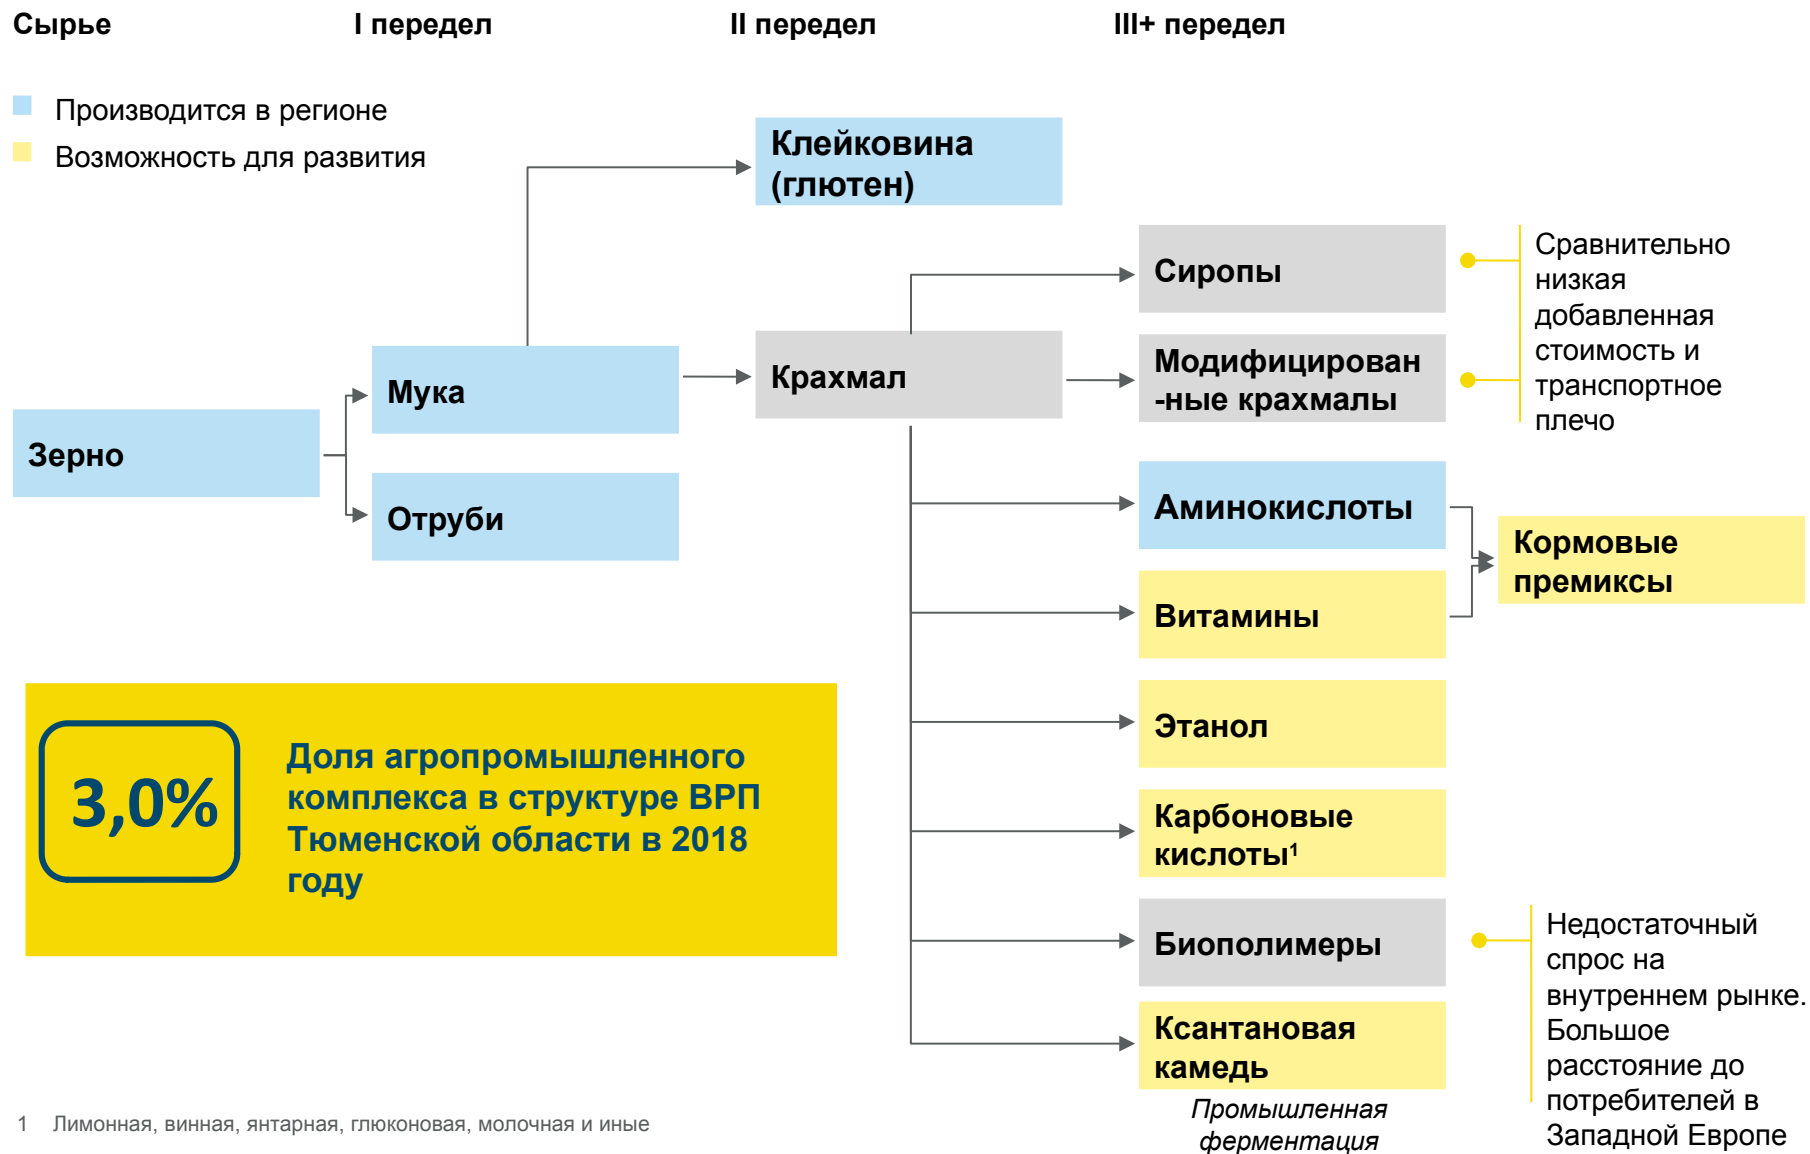 Сырье
I передел
II передел
III+ передел
Производится в регионе
Возможность для развития
Клейковина
(глютен)
Сиропы
Сравнительно
низкая
добавленная
стоимость и
транспортное
плечо
Мука
Крахмал
Модифицирован
-ные крахмалы
Зерно
Отруби
Аминокислоты
Кормовые
премиксы
Витамины
Этанол
3,0%
Доля агропромышленного
комплекса в структуре ВРП
Тюменской области в 2018
году
Карбоновые
кислоты¹
Биополимеры
Недостаточный
спрос на
внутреннем рынке.
Большое
расстояние до
потребителей в
Западной Европе
Ксантановая
камедь
Промышленная
ферментация
1 Лимонная, винная, янтарная, глюконовая, молочная и иные